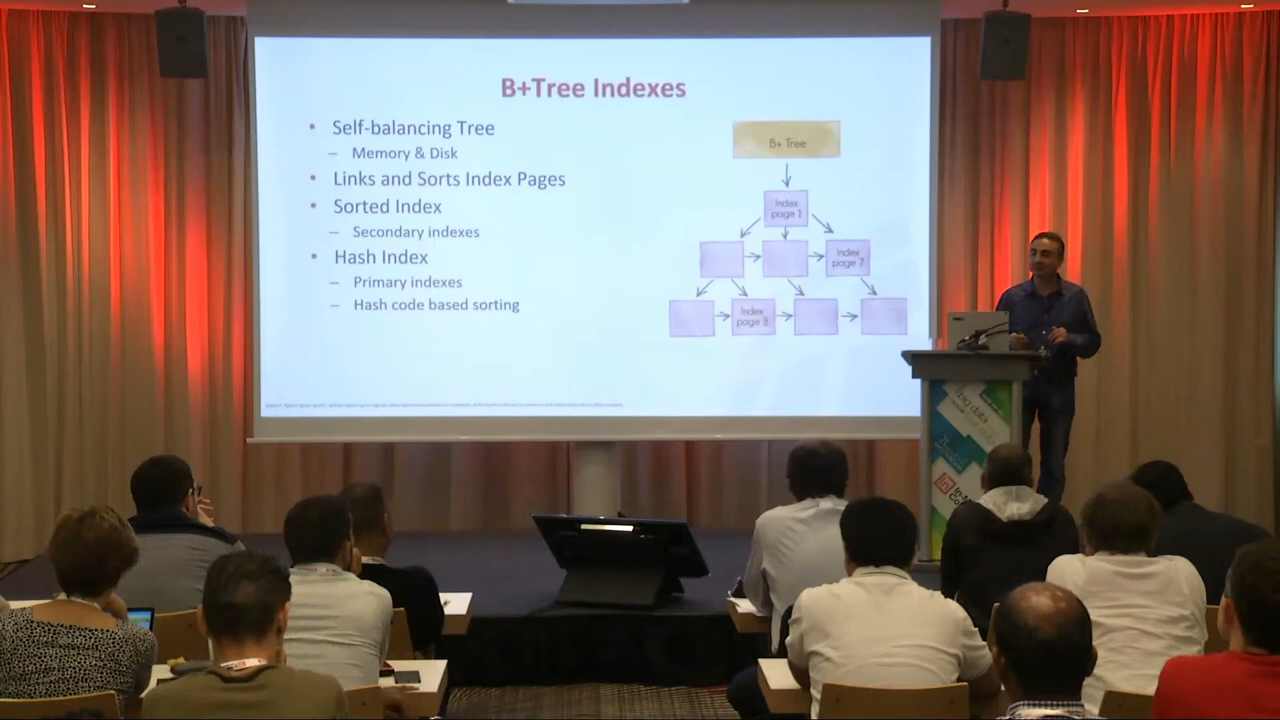 B+Tree Indexes
• Self-balancing Tree
– Memory & Disk
• Links and Sorts Index Pages
• Sorted Index
– Secondary indexes
• Hash Index
– Primary indexes
– Hash code based sorting
B+ Tree
Index
page 1
Index
page 7
Index
page 9
big data